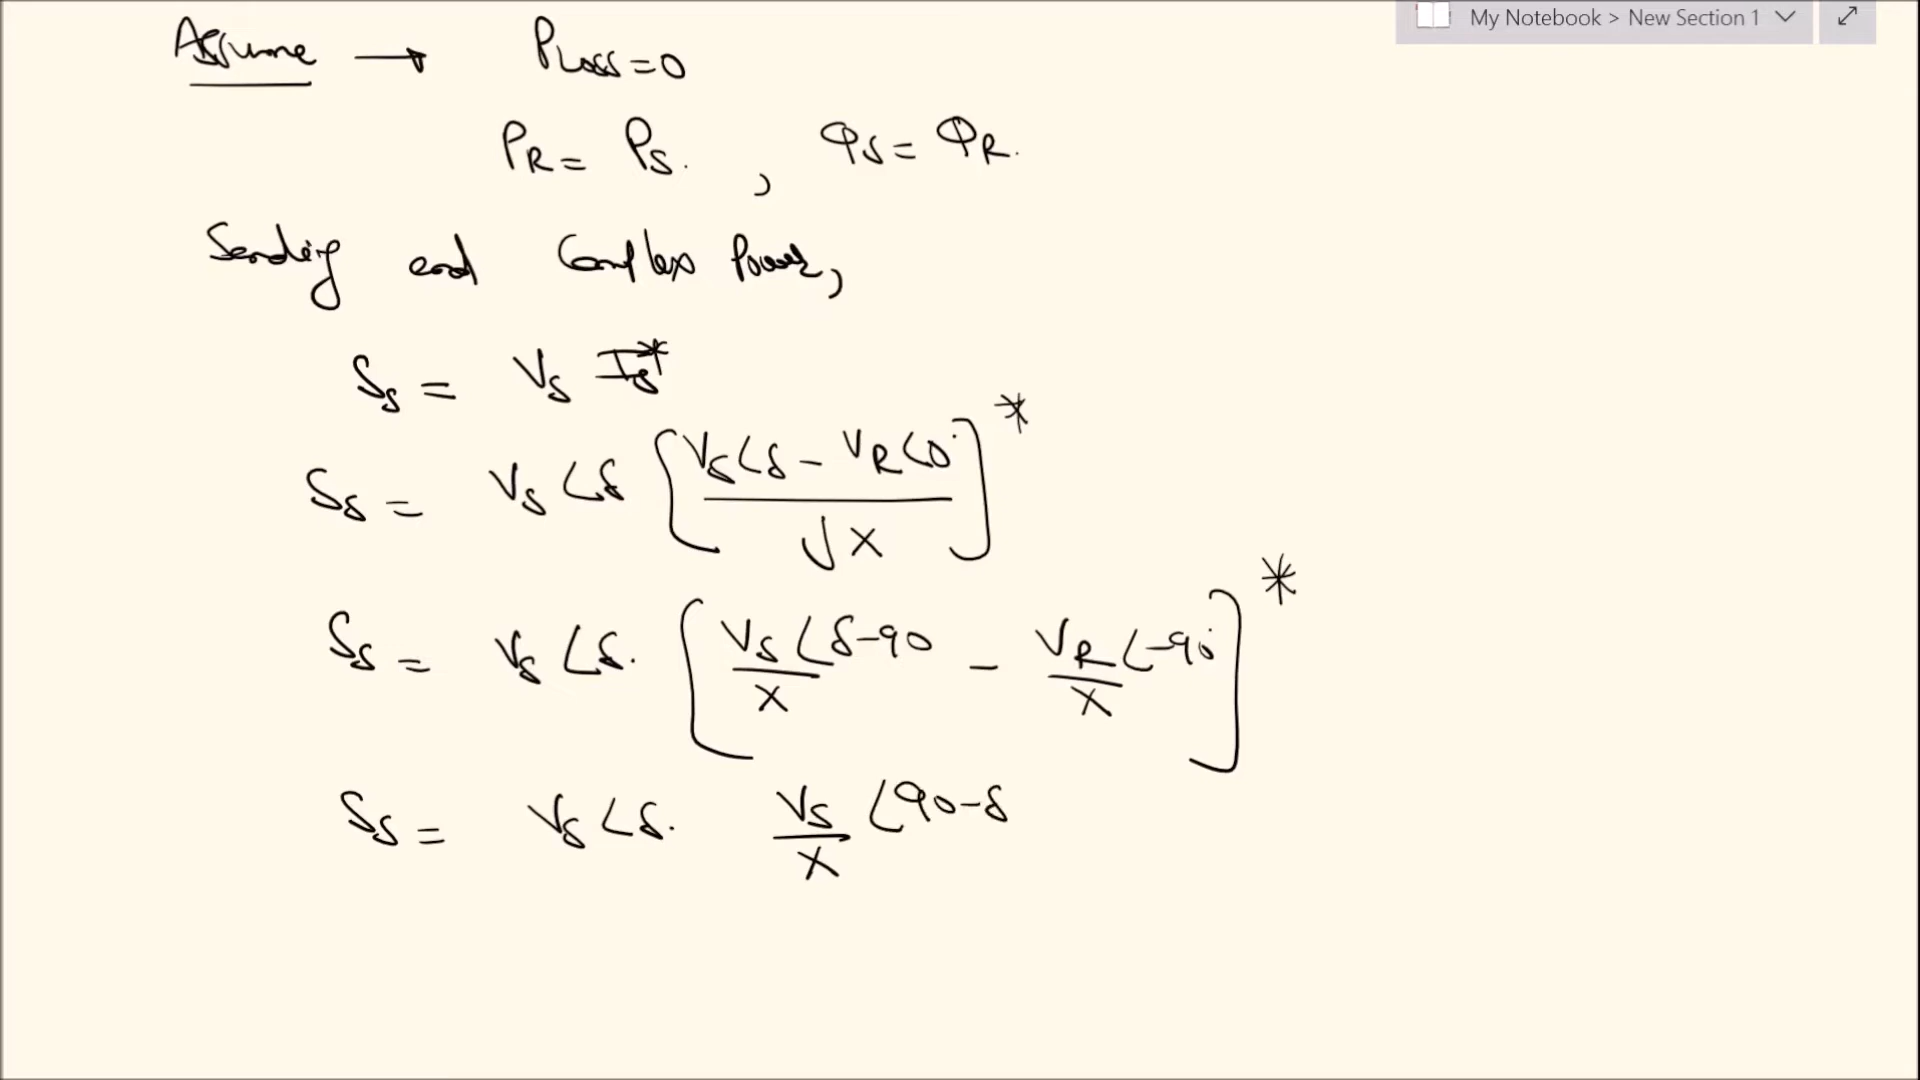 My Notebook > New Section 1
Assume → PLoss=0
PR= PS. , QS= QR.
Sending end Complex Power,
SS = VS IS*
SS = VS ∠δ [ (VS∠δ - VR∠0°) / jX ]*
SS = VS ∠δ. [ VS/X ∠δ-90 - VR/X ∠-90° ]*
SS = VS ∠δ. VS/X ∠90-δ